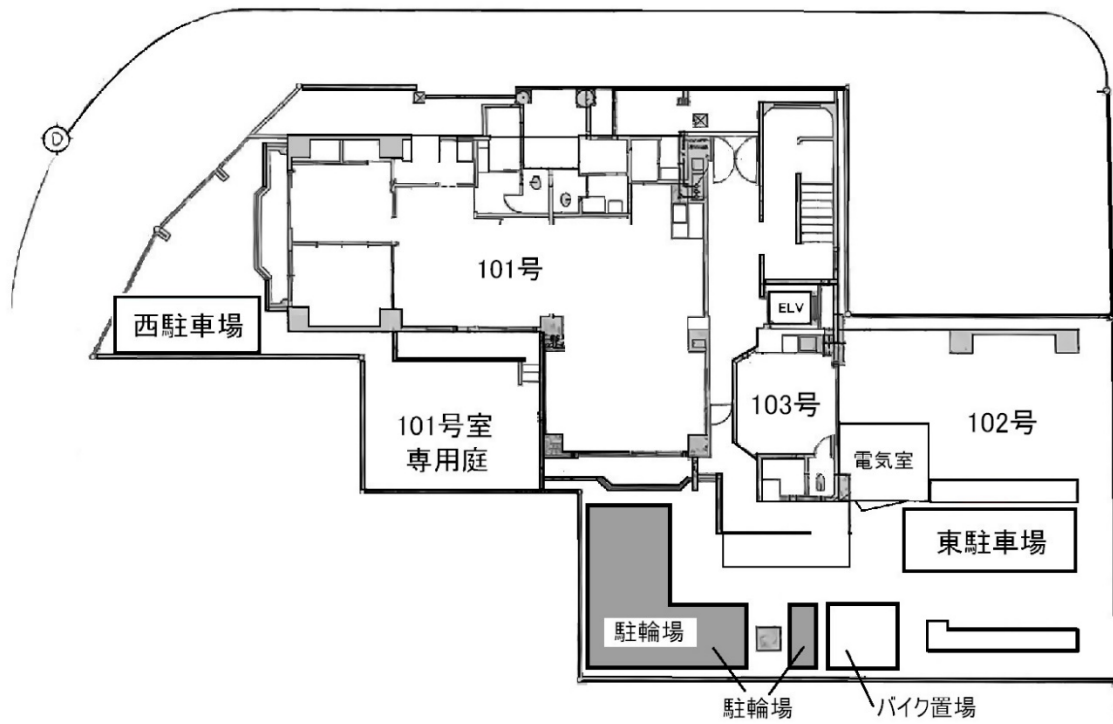 D
101号
ELV
西駐車場
103号
101号室
専用庭
102号
電気室
東駐車場
駐輪場
駐輪場
バイク置場